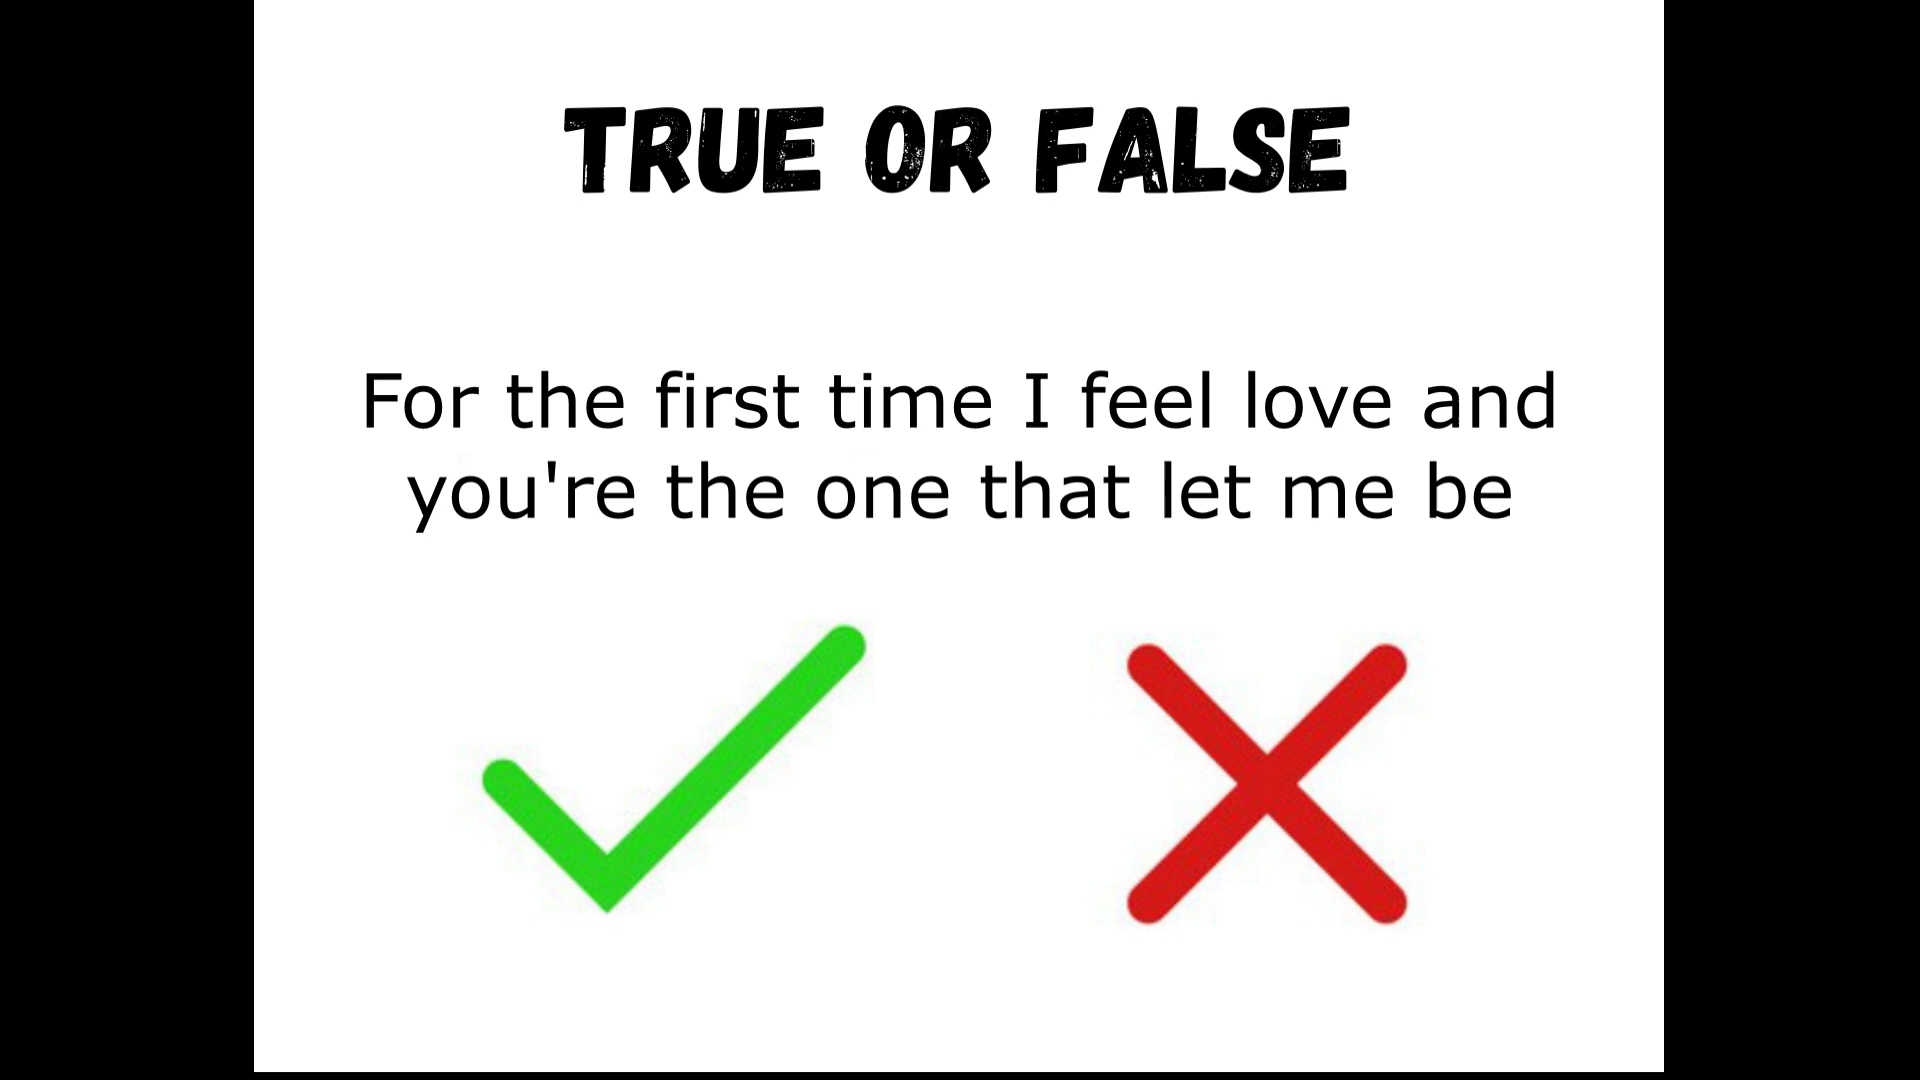 TRUE OR FALSE
For the first time I feel love and
you're the one that let me be